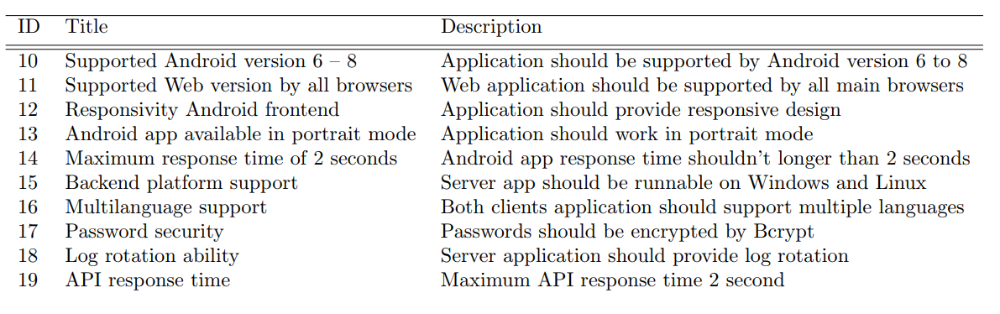 ID Title Description
10 Supported Android version 6 – 8 Application should be supported by Android version 6 to 8
11 Supported Web version by all browsers Web application should be supported by all main browsers
12 Responsivity Android frontend Application should provide responsive design
13 Android app available in portrait mode Application should work in portrait mode
14 Maximum response time of 2 seconds Android app response time shouldn't longer than 2 seconds
15 Backend platform support Server app should be runnable on Windows and Linux
16 Multilanguage support Both clients application should support multiple languages
17 Password security Passwords should be encrypted by Bcrypt
18 Log rotation ability Server application should provide log rotation
19 API response time Maximum API response time 2 second